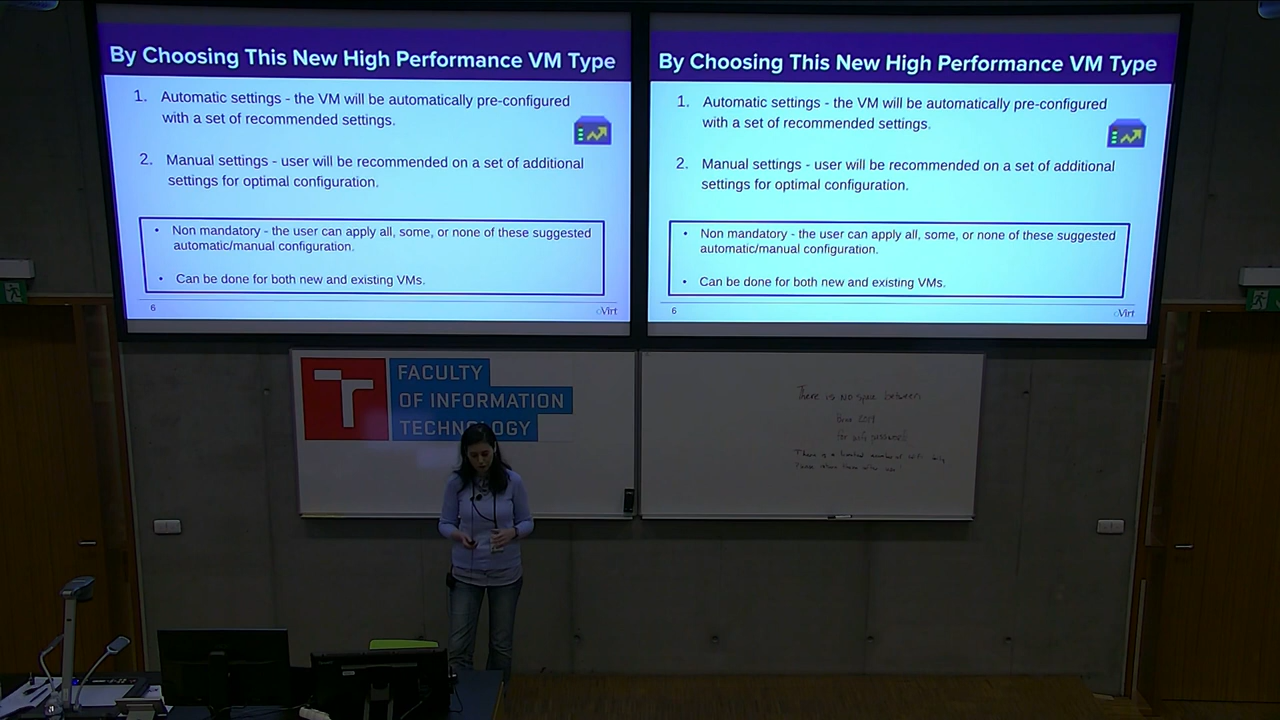 By Choosing This New High Performance VM Type
1. Automatic settings - the VM will be automatically pre-configured
with a set of recommended settings.
2. Manual settings - user will be recommended on a set of additional
settings for optimal configuration.
• Non mandatory - the user can apply all, some, or none of these suggested
automatic/manual configuration.
• Can be done for both new and existing VMs.
6
oVirt
By Choosing This New High Performance VM Type
1. Automatic settings - the VM will be automatically pre-configured
with a set of recommended settings.
2. Manual settings - user will be recommended on a set of additional
settings for optimal configuration.
• Non mandatory - the user can apply all, some, or none of these suggested
automatic/manual configuration.
• Can be done for both new and existing VMs.
6
oVirt
T
FACULTY
OF INFORMATION
TECHNOLOGY
There is NO space between
for
There is a limited number of